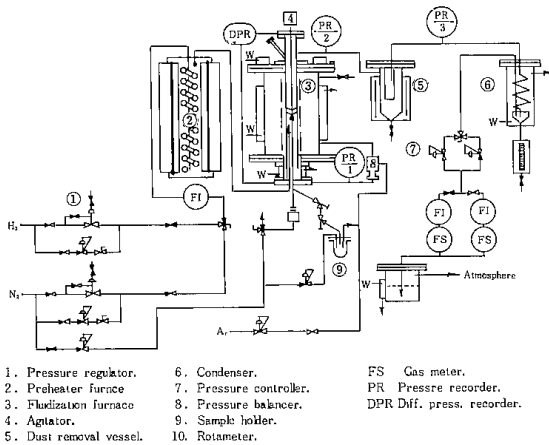 4
DPR
PR
2
PR
3
W
W
3
5
6
2
W
7
W
PR
1
8
1
FI
H₂
9
FI
FI
FS
FS
N₂
W
Atmosphere
Ar
1. Pressure regulator.
2. Preheater furnce
3. Fludization furnace
4. Agitator.
5. Dust removal vessel.
6. Condenser.
7. Pressure controller.
8. Pressure balancer.
9. Sample holder.
10. Rotameter.
FS Gas meter.
PR Pressre recorder.
DPR Diff. press. recorder.